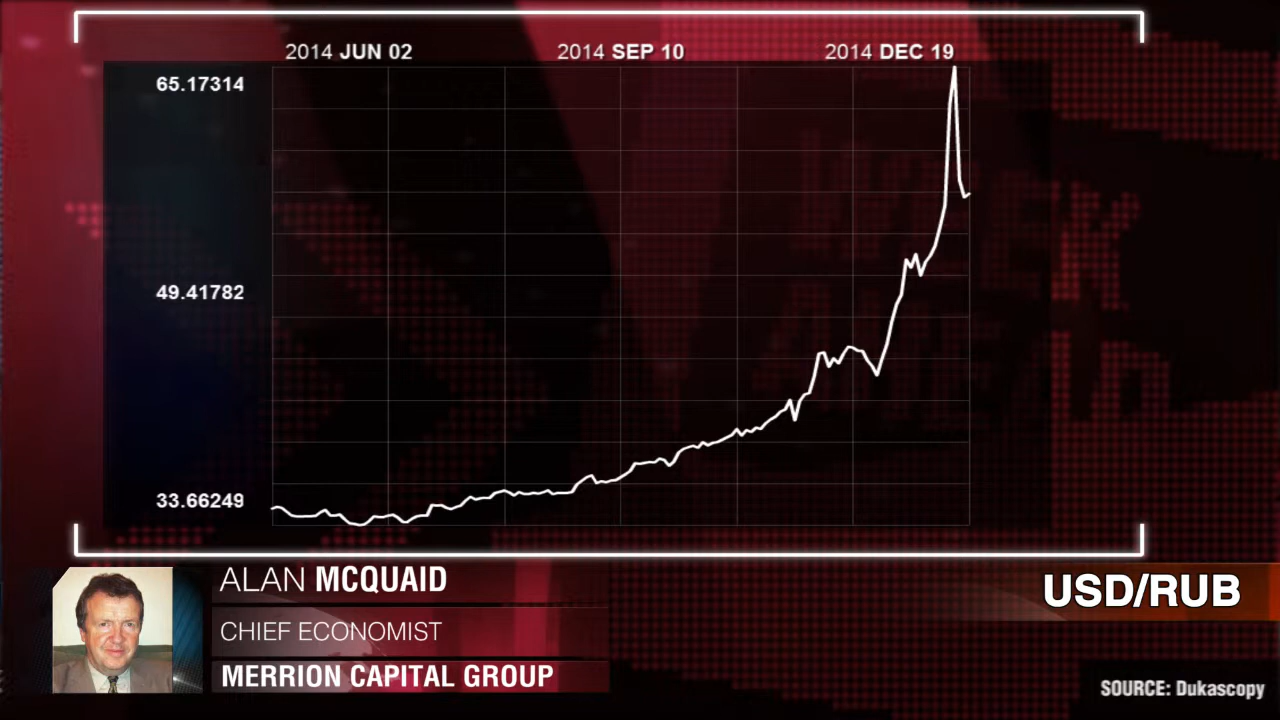 2014 JUN 02 2014 SEP 10 2014 DEC 19
65.17314
49.41782
33.66249
ALAN MCQUAID
CHIEF ECONOMIST
MERRION CAPITAL GROUP
USD/RUB
SOURCE: Dukascopy